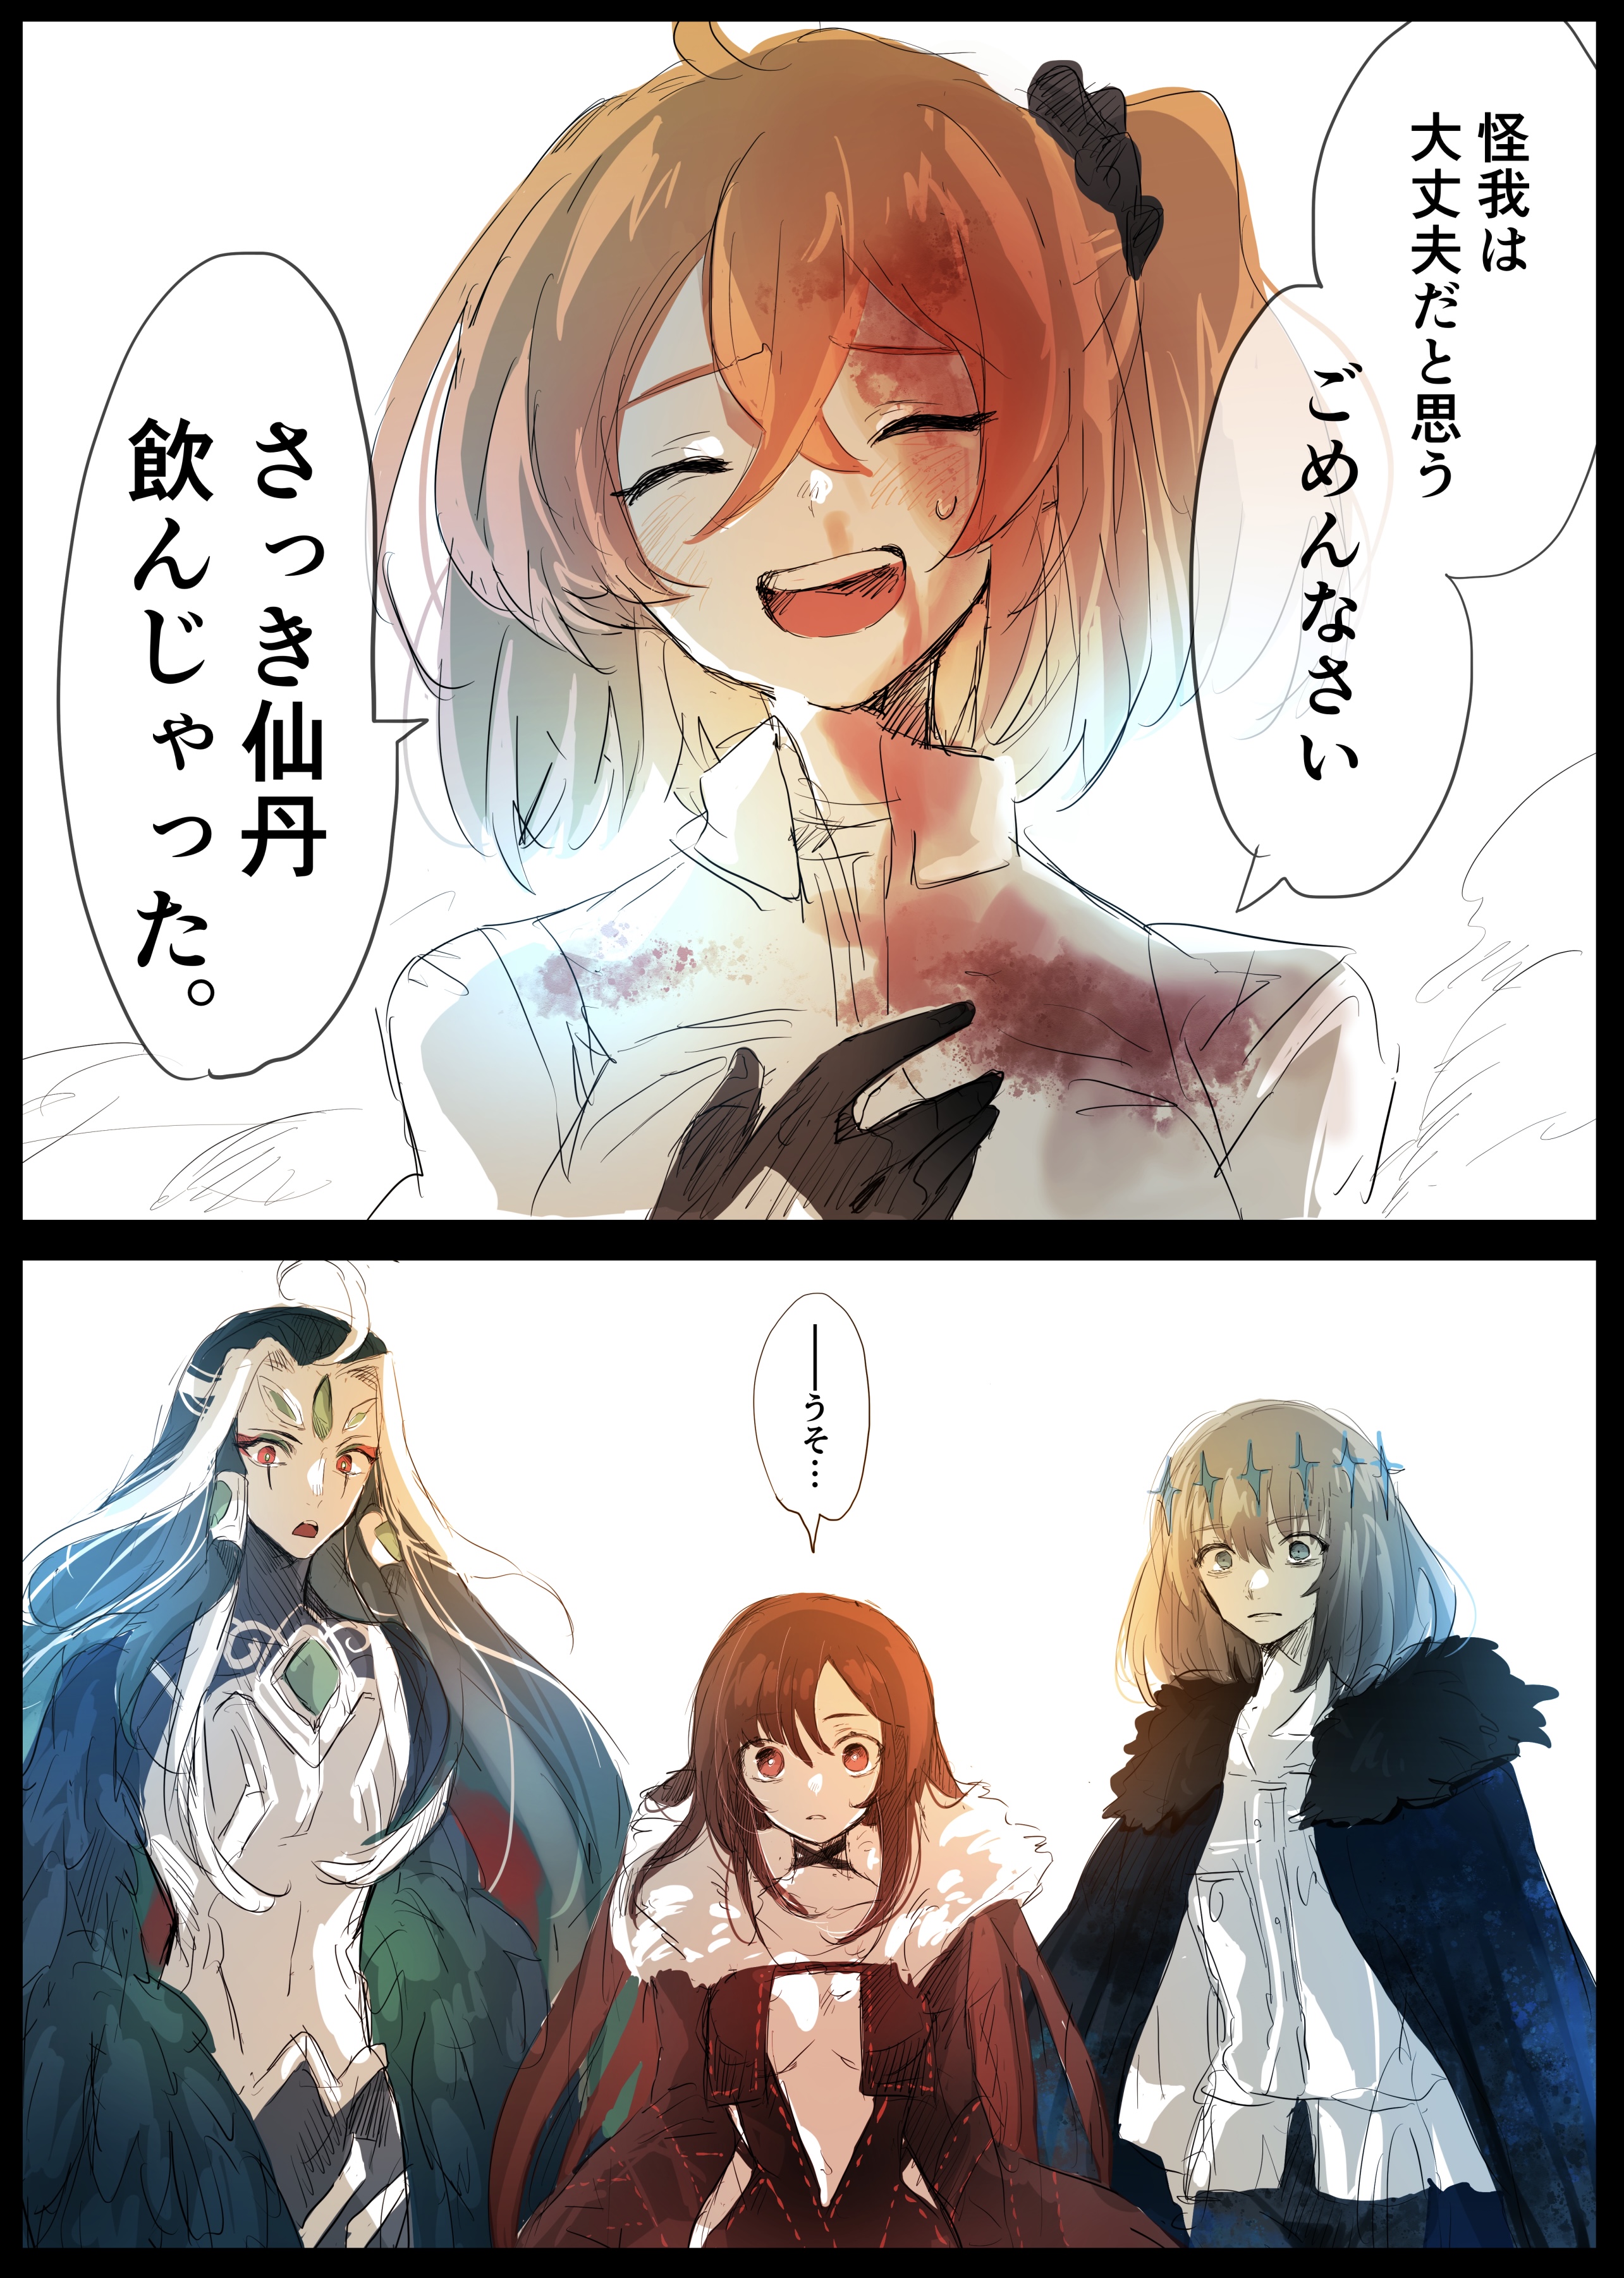 怪我は
大丈夫だと思う
ごめんなさい
さっき仙丹
飲んじゃった。
──うそ…